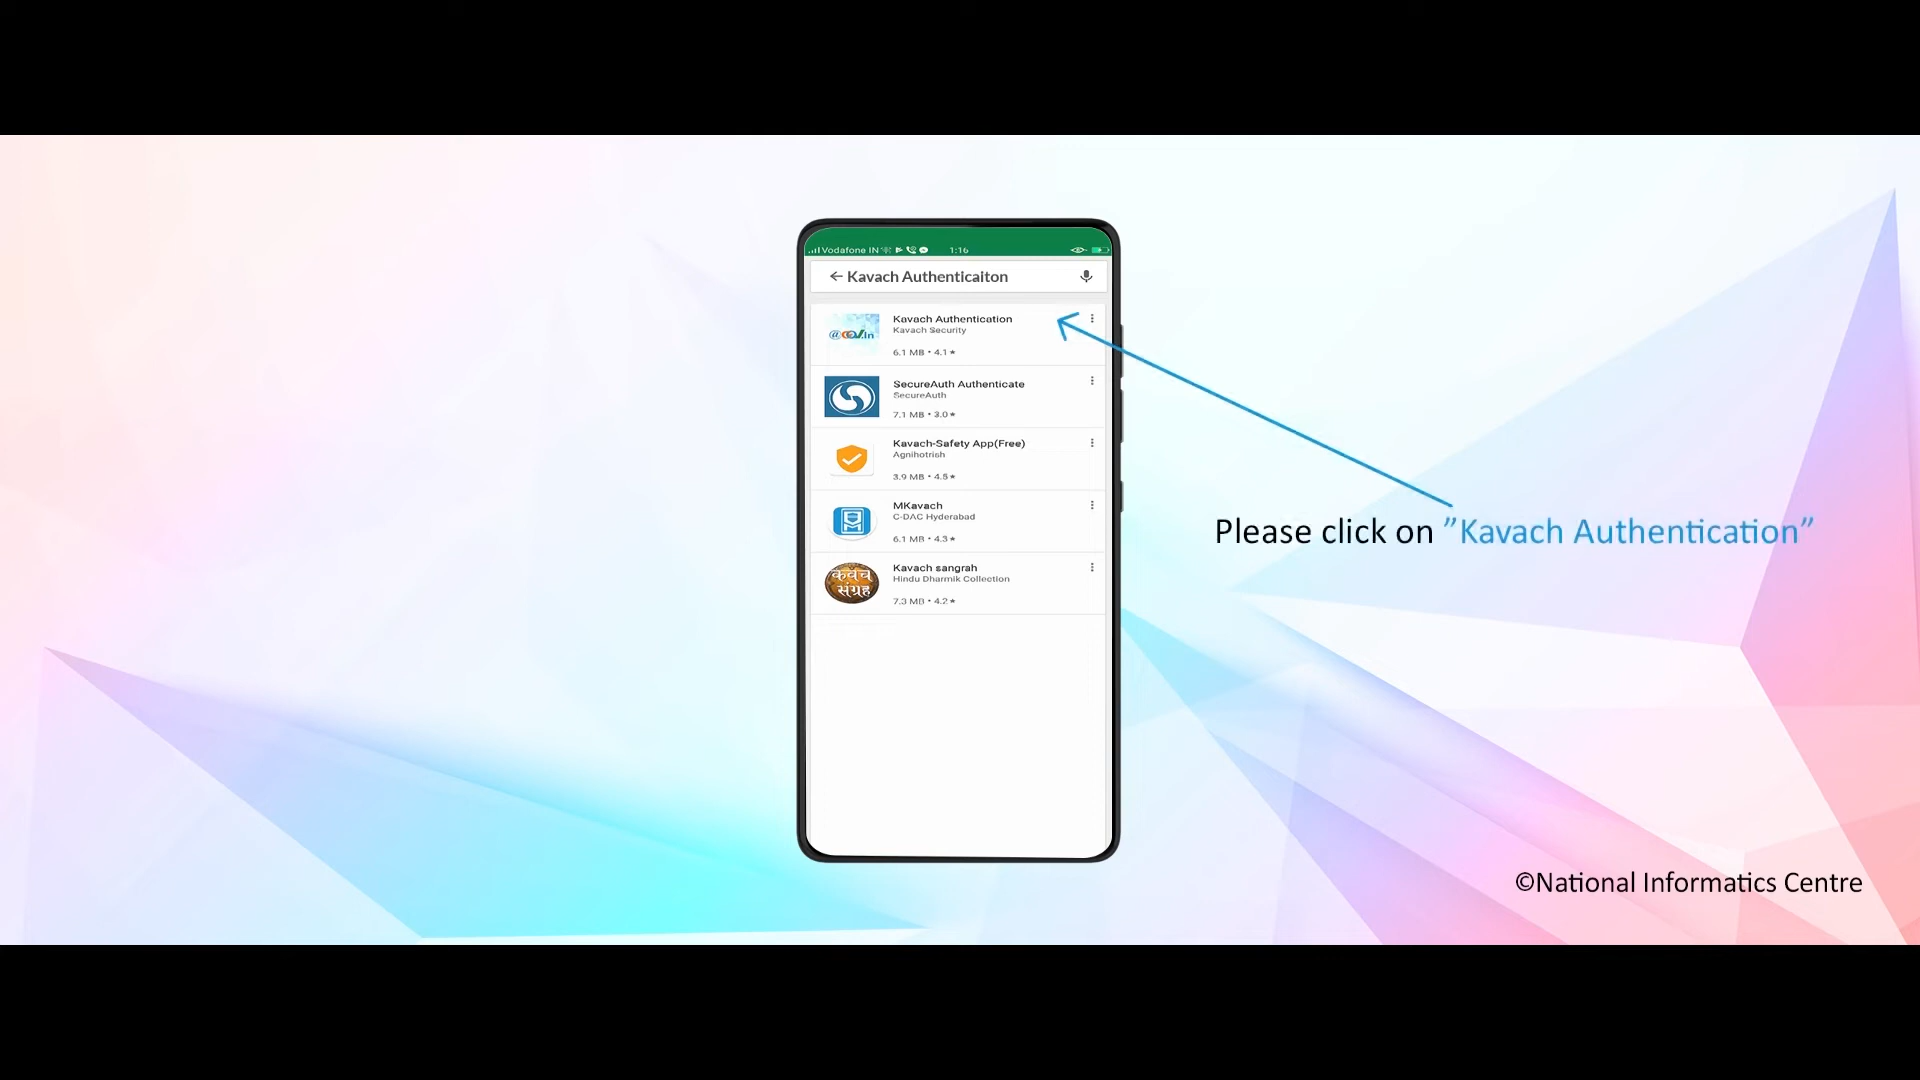 Vodafone IN 1:16
Kavach Authenticaiton
@GOV.in
Kavach Authentication
Kavach Security
6.1 MB • 4.1 ★
SecureAuth Authenticate
SecureAuth
7.1 MB • 3.0 ★
Kavach-Safety App(Free)
Agnihotrish
3.9 MB • 4.5 ★
MKavach
C-DAC Hyderabad
6.1 MB • 4.3 ★
कवच
संग्रह
Kavach sangrah
Hindu Dharmik Collection
7.3 MB • 4.2 ★
Please click on ”Kavach Authentication”
©National Informatics Centre